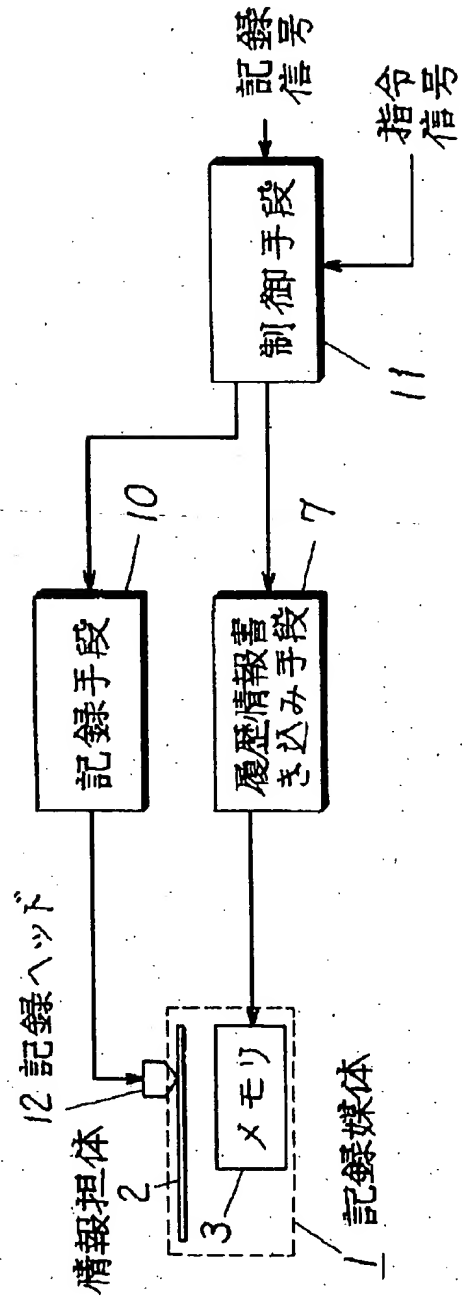 12 記録ヘッド
情報担体
2
3
メモリ
記録媒体
1
記録手段
10
履歴情報書
き込み手段
7
制御手段
11
記録
信号
指令
信号